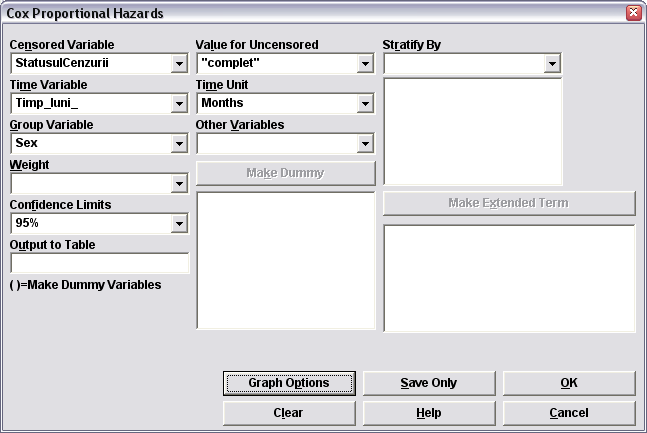 Cox Proportional Hazards
Censored Variable
StatusulCenzurii
Value for Uncensored
"complet"
Stratify By
Time Variable
Timp_luni_
Time Unit
Months
Group Variable
Sex
Other Variables
Weight
Make Dummy
Confidence Limits
95%
Make Extended Term
Output to Table
( )=Make Dummy Variables
Graph Options
Save Only
OK
Clear
Help
Cancel